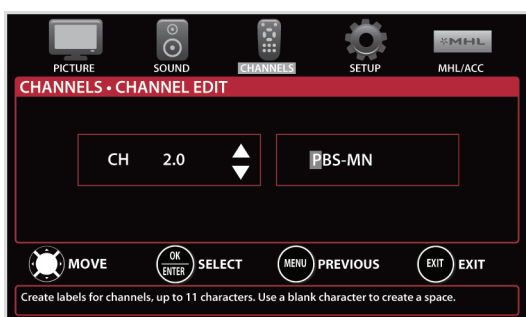 PICTURE SOUND CHANNELS SETUP MHL MHL/ACC
CHANNELS • CHANNEL EDIT
CH 2.0 PBS-MN
MOVE OK ENTER SELECT MENU PREVIOUS EXIT EXIT
Create labels for channels, up to 11 characters. Use a blank character to create a space.